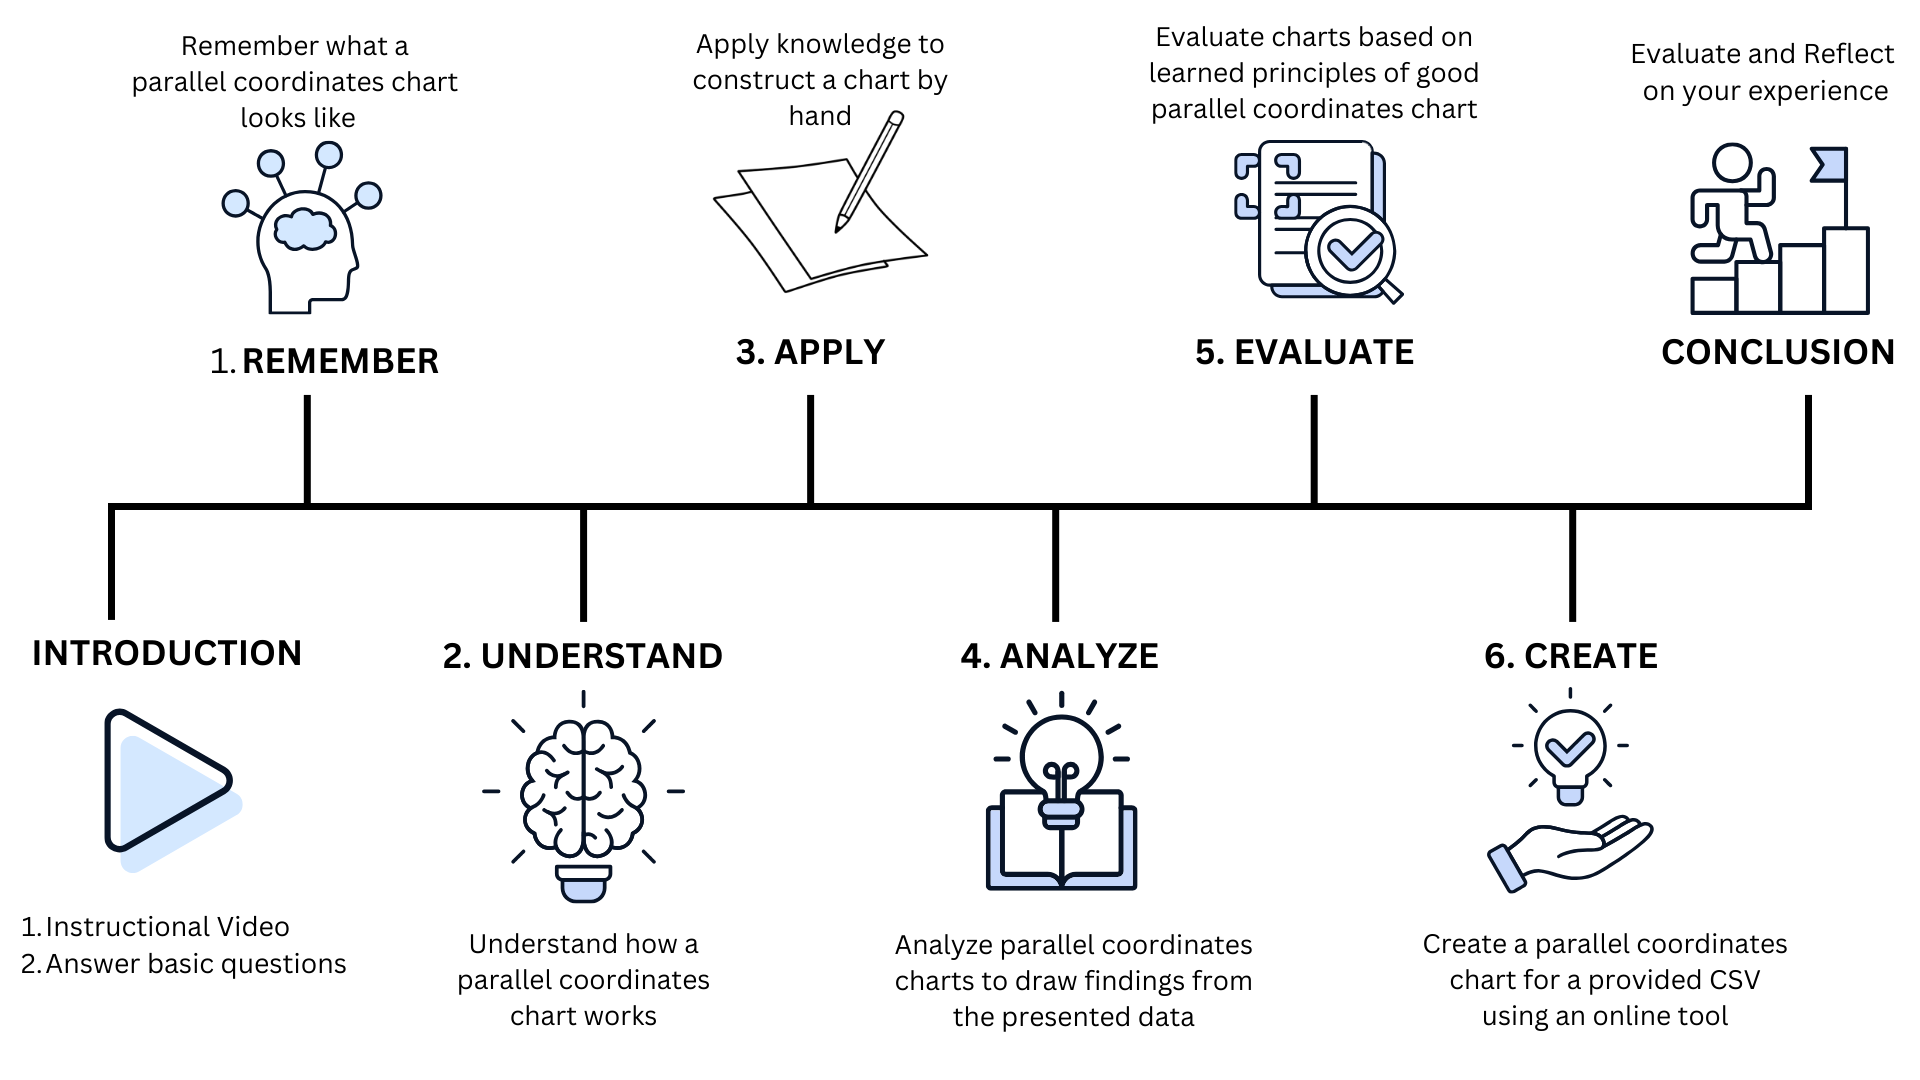 Remember what a
parallel coordinates chart
looks like
1. REMEMBER
Apply knowledge to
construct a chart by
hand
3. APPLY
Evaluate charts based on
learned principles of good
parallel coordinates chart
5. EVALUATE
Evaluate and Reflect
on your experience
CONCLUSION
INTRODUCTION
1. Instructional Video
2. Answer basic questions
2. UNDERSTAND
Understand how a
parallel coordinates
chart works
4. ANALYZE
Analyze parallel coordinates
charts to draw findings from
the presented data
6. CREATE
Create a parallel coordinates
chart for a provided CSV
using an online tool